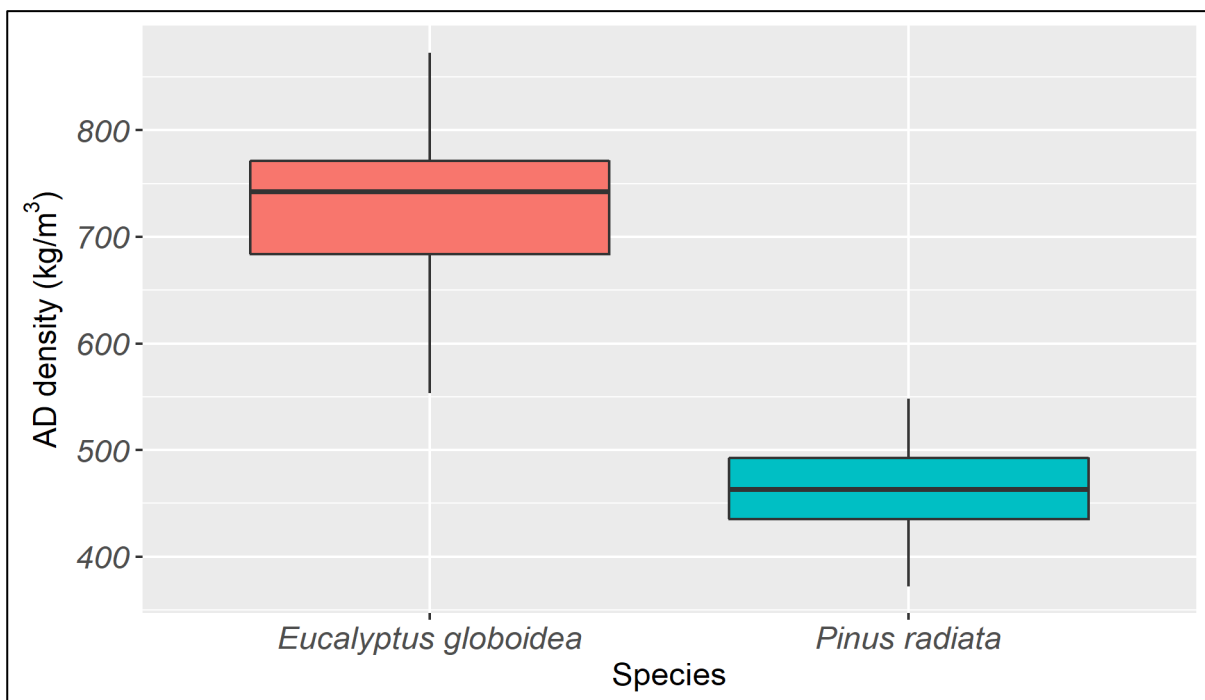 AD density (kg/m³)
800
700
600
500
400
Eucalyptus globoidea
Pinus radiata
Species